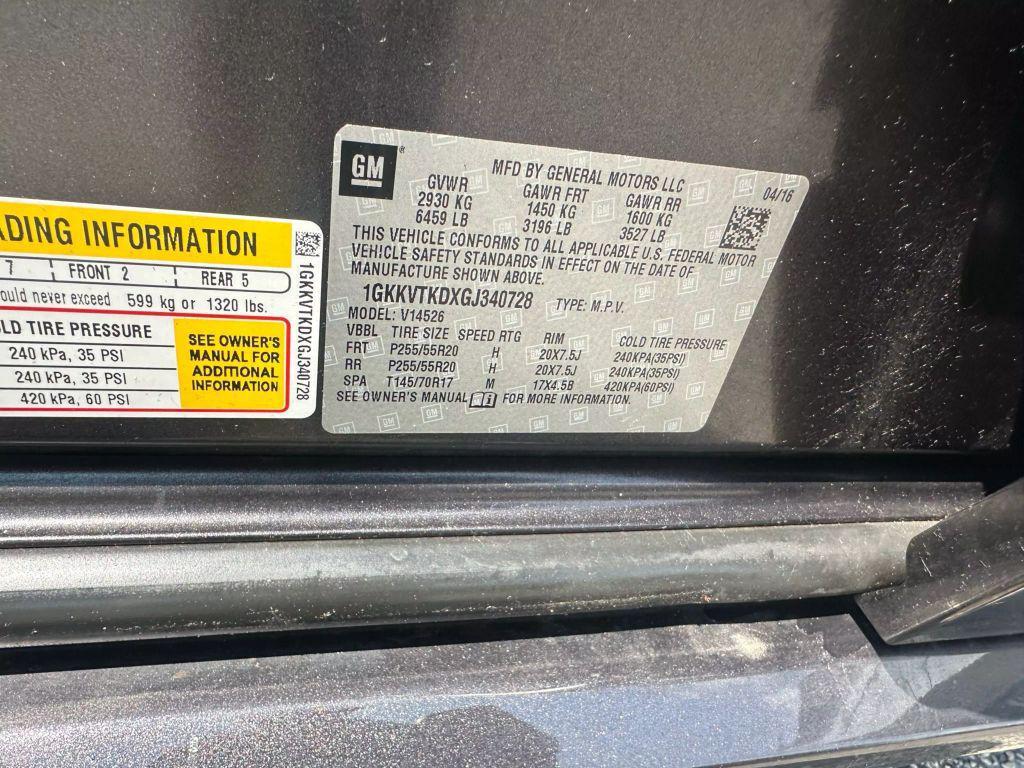 ADING INFORMATION
7 FRONT 2 REAR 5
ould never exceed 599 kg or 1320 lbs.
OLD TIRE PRESSURE
240 kPa, 35 PSI
240 kPa, 35 PSI
420 kPa, 60 PSI
SEE OWNER'S
MANUAL FOR
ADDITIONAL
INFORMATION
1GKKVTKDXGJ340728
GM®
MFD BY GENERAL MOTORS LLC
04/16
GVWR GAWR FRT GAWR RR
2930 KG 1450 KG 1600 KG
6459 LB 3196 LB 3527 LB
THIS VEHICLE CONFORMS TO ALL APPLICABLE U.S. FEDERAL MOTOR
VEHICLE SAFETY STANDARDS IN EFFECT ON THE DATE OF
MANUFACTURE SHOWN ABOVE.
1GKKVTKDXGJ340728 TYPE: M.P.V.
MODEL: V14526
VBBL TIRE SIZE SPEED RTG RIM COLD TIRE PRESSURE
FRT P255/55R20 H 20X7.5J 240KPA(35PSI)
RR P255/55R20 H 20X7.5J 240KPA(35PSI)
SPA T145/70R17 M 17X4.5B 420KPA(60PSI)
SEE OWNER'S MANUAL FOR MORE INFORMATION.